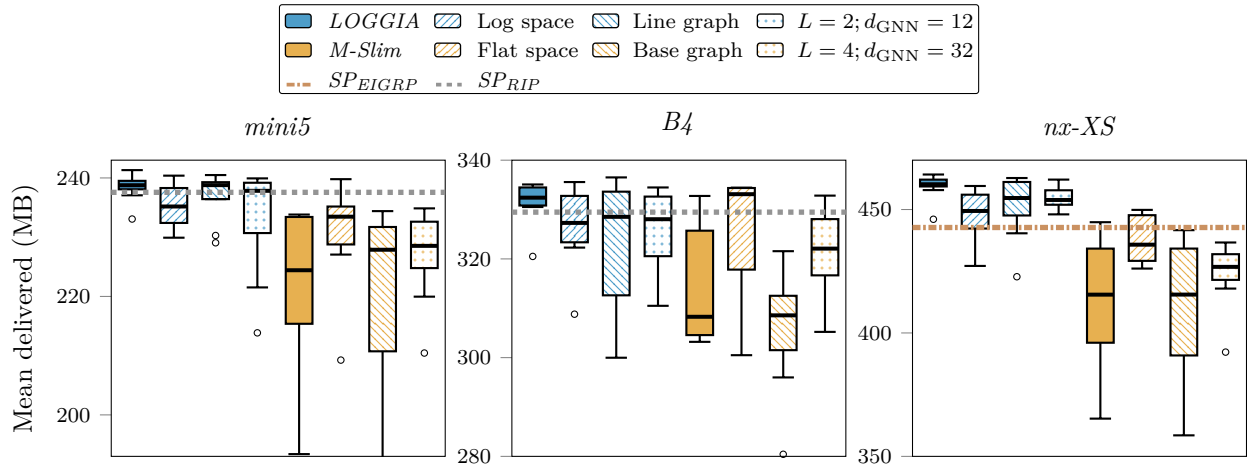 LOGGIA Log space Line graph L = 2; d_GNN = 12
M-Slim Flat space Base graph L = 4; d_GNN = 32
SP_EIGRP SP_RIP
mini5 B4 nx-XS
Mean delivered (MB)
240
220
200
340
320
300
280
450
400
350